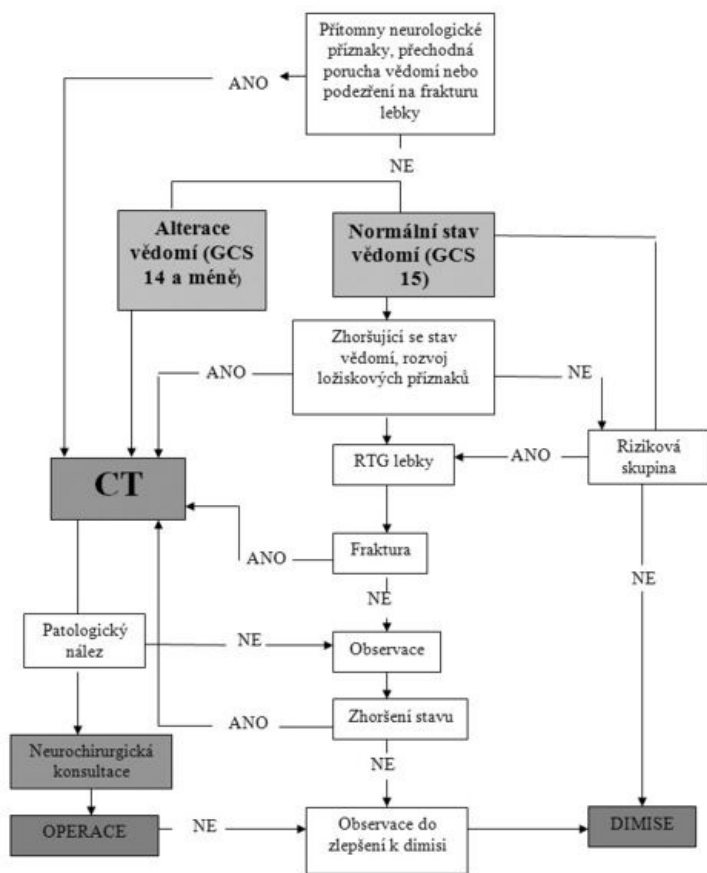 Přítomny neurologické
příznaky, přechodná
porucha vědomí nebo
podezření na frakturu
lebky
ANO
NE
Alterace
vědomí (GCS
14 a méně)
Normální stav
vědomí (GCS
15)
Zhoršující se stav
vědomí, rozvoj
ložiskových příznaků
ANO
NE
CT
RTG lebky
ANO
Riziková
skupina
ANO
Fraktura
NE
NE
Patologický
nález
NE
Observace
ANO
Zhoršení stavu
Neurochirurgická
konsultace
NE
OPERACE
NE
Observace do
zlepšení k dimisi
DIMISE